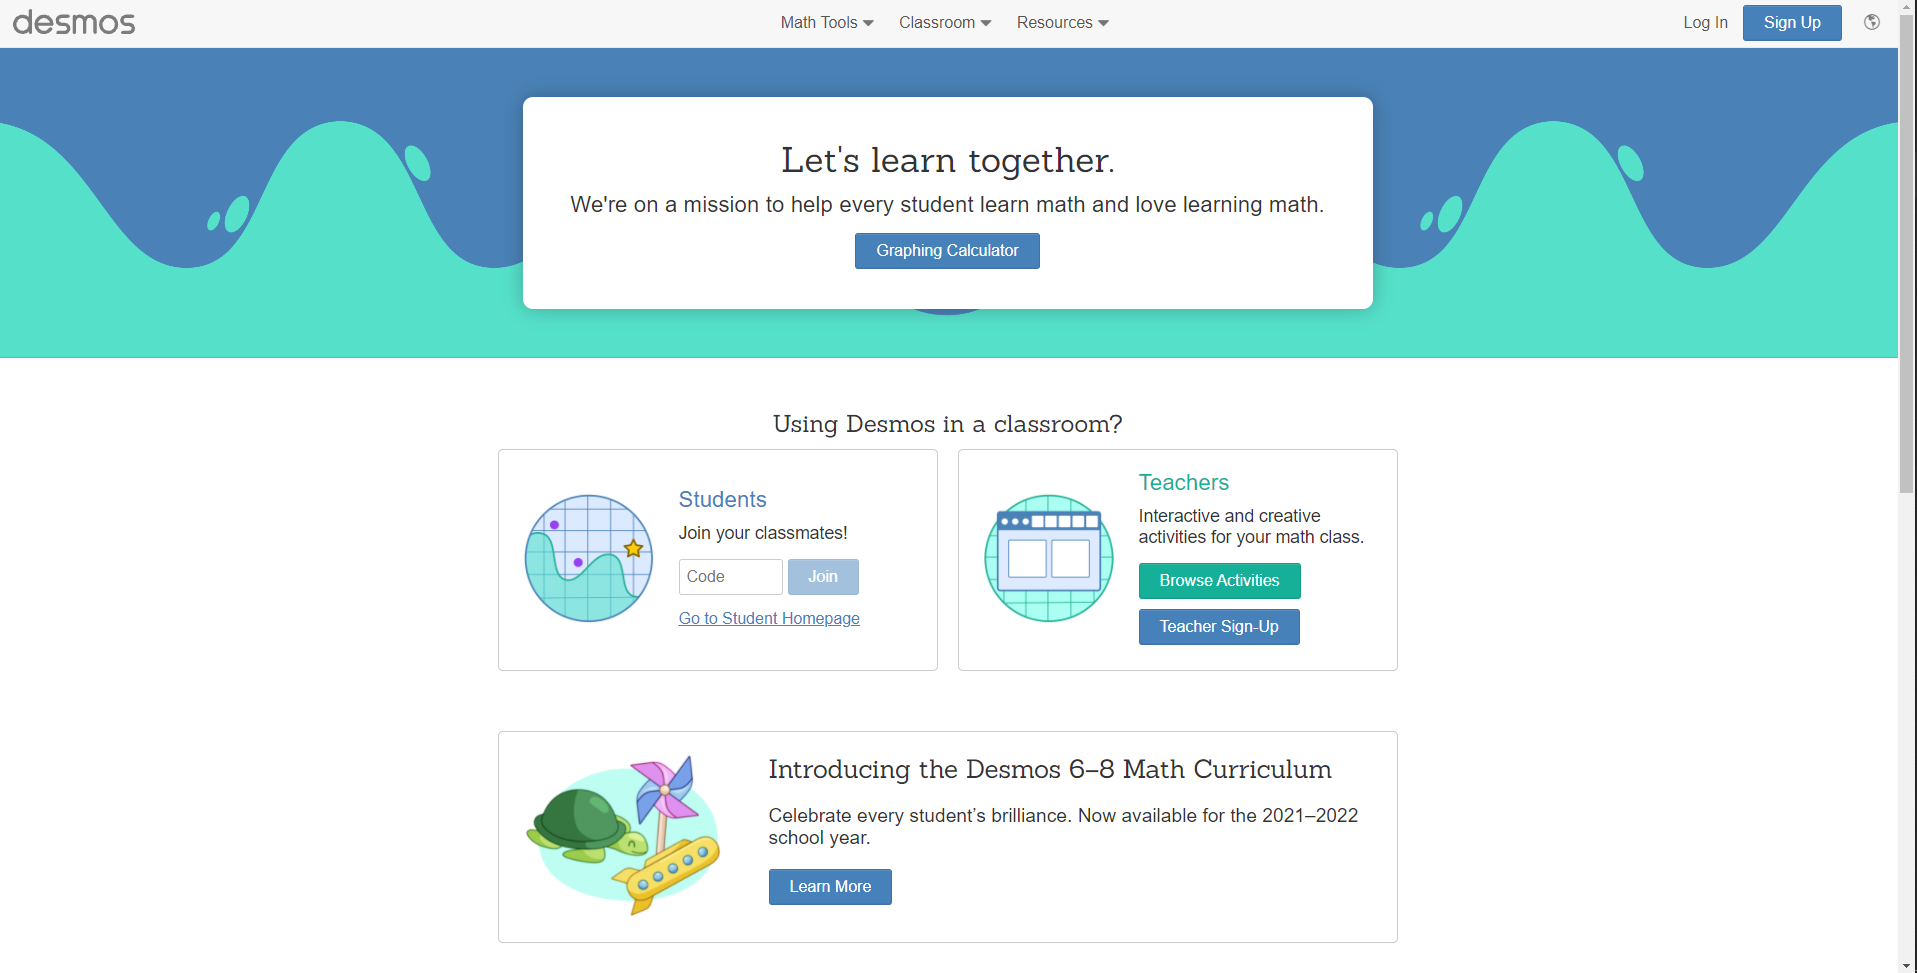 desmos
Math Tools
Classroom
Resources
Log In
Sign Up
Let's learn together.
We're on a mission to help every student learn math and love learning math.
Graphing Calculator
Using Desmos in a classroom?
Students
Join your classmates!
Code
Join
Go to Student Homepage
Teachers
Interactive and creative
activities for your math class.
Browse Activities
Teacher Sign-Up
Introducing the Desmos 6–8 Math Curriculum
Celebrate every student’s brilliance. Now available for the 2021–2022
school year.
Learn More